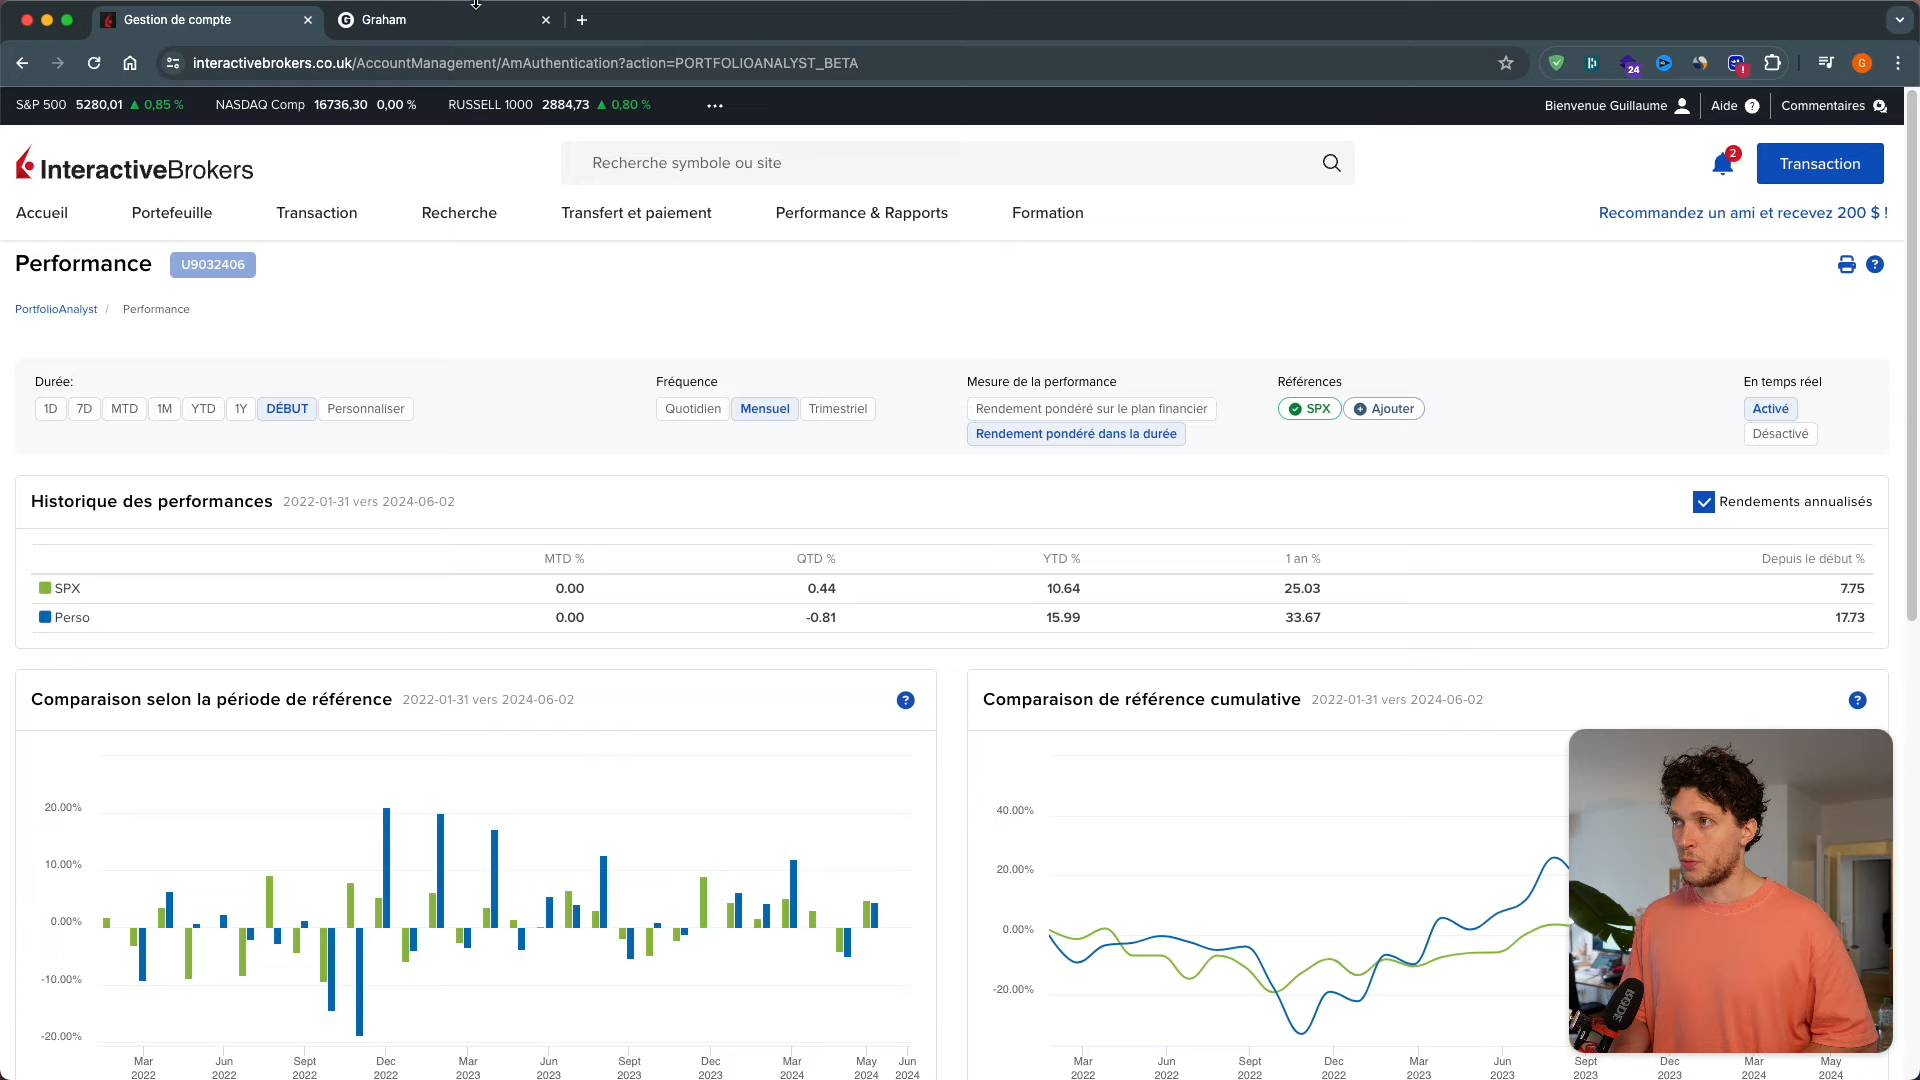 Gestion de compte
Graham
interactivebrokers.co.uk/AccountManagement/AmAuthentication?action=PORTFOLIOANALYST_BETA
24
!
G
S&P 500 5280,01 ▲ 0,85 % NASDAQ Comp 16736,30 0,00 % RUSSELL 1000 2884,73 ▲ 0,80 % •••
Bienvenue Guillaume Aide ? Commentaires
InteractiveBrokers
Recherche symbole ou site
2
Transaction
Accueil Portefeuille Transaction Recherche Transfert et paiement Performance & Rapports Formation
Recommandez un ami et recevez 200 $ !
Performance U9032406
PortfolioAnalyst / Performance
Durée: Fréquence Mesure de la performance Références En temps réel
1D 7D MTD 1M YTD 1Y DÉBUT Personnaliser Quotidien Mensuel Trimestriel Rendement pondéré sur le plan financier SPX Ajouter Activé
Rendement pondéré dans la durée Désactivé
Historique des performances 2022-01-31 vers 2024-06-02 Rendements annualisés
MTD % QTD % YTD % 1 an % Depuis le début %
SPX 0.00 0.44 10.64 25.03 7.75
Perso 0.00 -0.81 15.99 33.67 17.73
Comparaison selon la période de référence 2022-01-31 vers 2024-06-02 ?
20.00%
10.00%
0.00%
-10.00%
-20.00%
Mar Jun Sept Dec Mar Jun Sept Dec Mar May Jun
2022 2022 2022 2022 2023 2023 2023 2023 2024 2024 2024
Comparaison de référence cumulative 2022-01-31 vers 2024-06-02 ?
40.00%
20.00%
0.00%
-20.00%
Mar Jun Sept Dec Mar Jun Sept Dec Mar May
2022 2022 2022 2022 2023 2023 2023 2023 2024 2024
RØDE